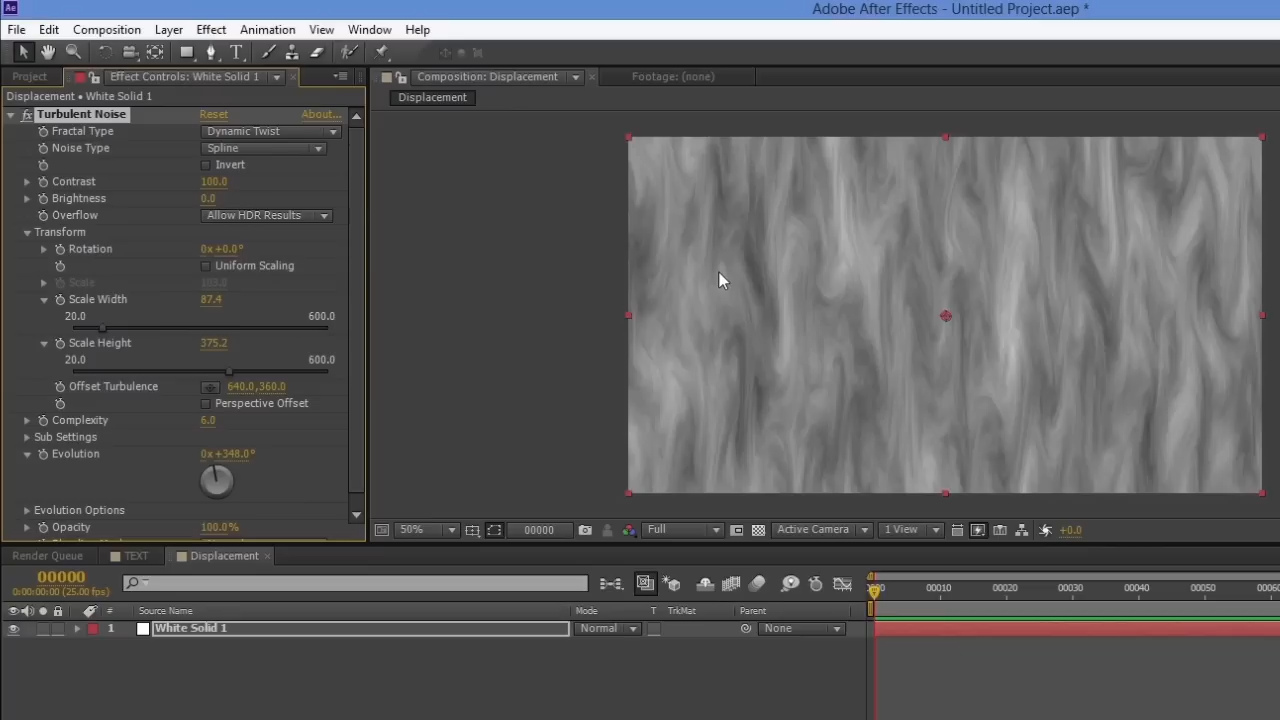 Ae
Adobe After Effects - Untitled Project.aep *
File Edit Composition Layer Effect Animation View Window Help
T
Project Effect Controls: White Solid 1
Composition: Displacement Footage: (none)
Displacement • White Solid 1
Displacement
fx Turbulent Noise Reset About...
Fractal Type Dynamic Twist
Noise Type Spline
Invert
Contrast 100.0
Brightness 0.0
Overflow Allow HDR Results
Transform
Rotation 0x +0.0°
Uniform Scaling
Scale 103.0
Scale Width 87.4
20.0 600.0
Scale Height 375.2
20.0 600.0
Offset Turbulence 640.0,360.0
Perspective Offset
Complexity 6.0
Sub Settings
Evolution 0x +348.0°
Evolution Options
Opacity 100.0%
50% 00000 Full Active Camera 1 View +0.0
Render Queue TEXT Displacement
00000
0:00:00:00 (25.00 fps)
00010 00020 00030 00040 00050
# Source Name Mode T TrkMat Parent
1 White Solid 1 Normal None